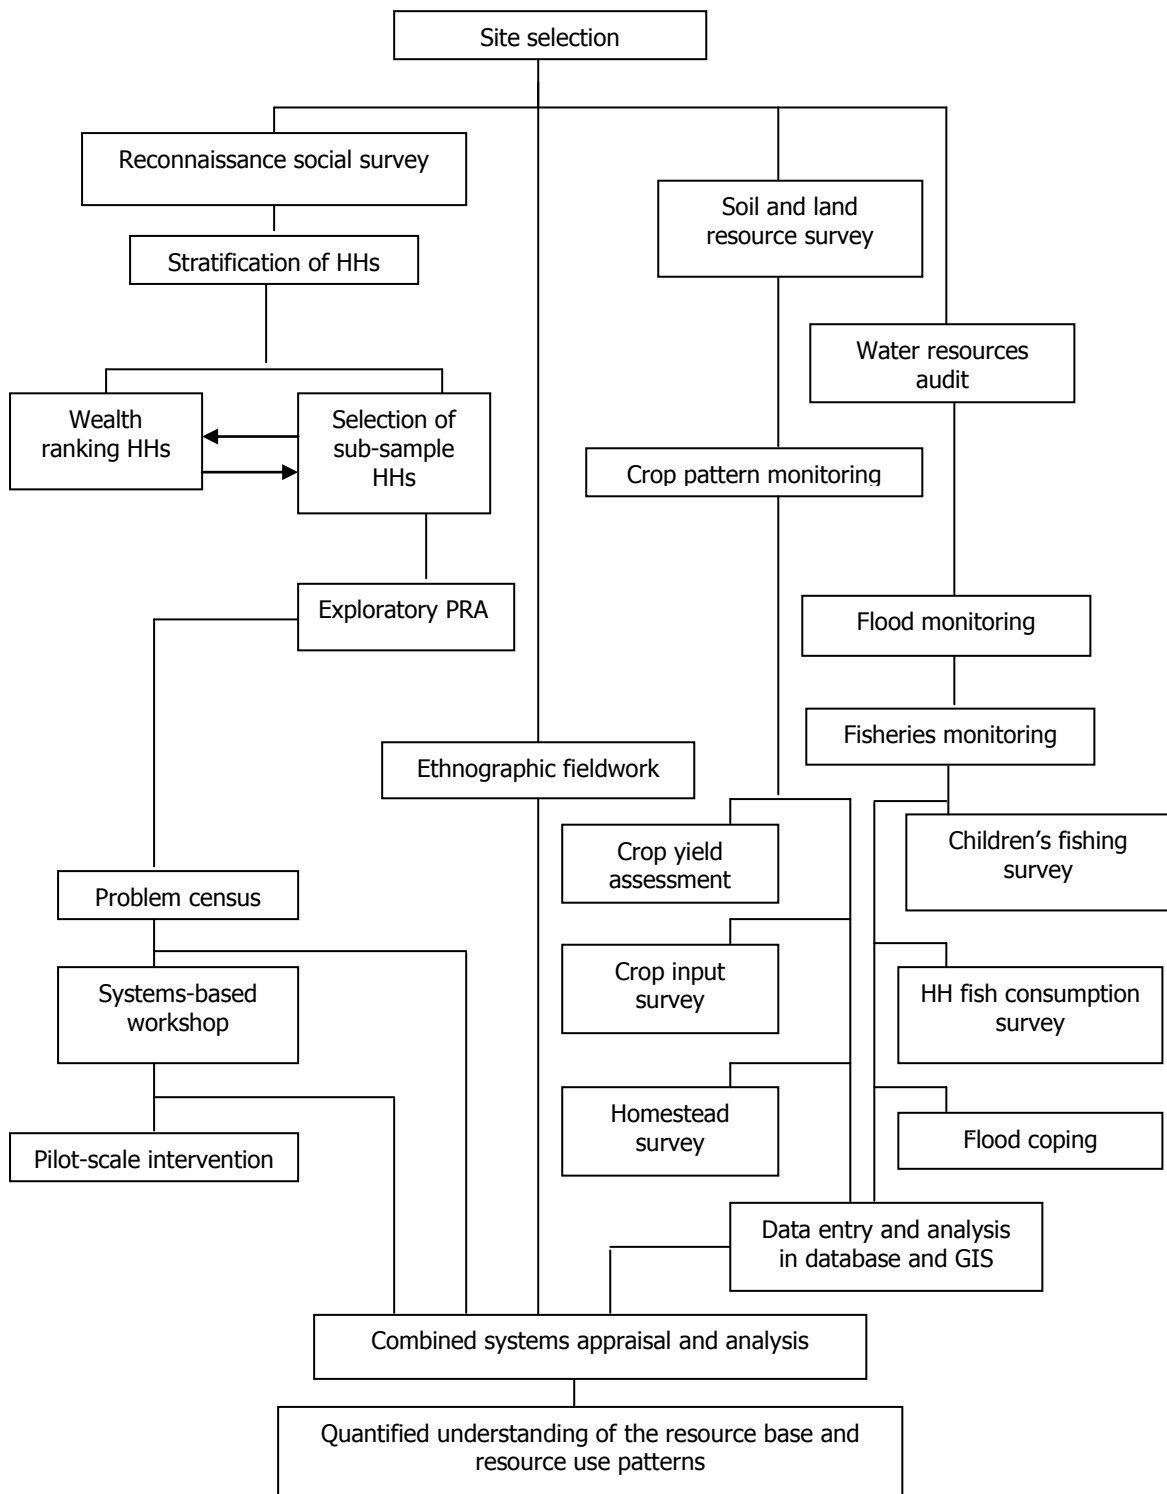 Site selection
Reconnaissance social survey
Soil and land
resource survey
Stratification of HHs
Water resources
audit
Wealth
ranking HHs
Selection of
sub-sample
HHs
Crop pattern monitoring
Exploratory PRA
Flood monitoring
Fisheries monitoring
Ethnographic fieldwork
Crop yield
assessment
Children’s fishing
survey
Problem census
Crop input
survey
Systems-based
workshop
HH fish consumption
survey
Homestead
survey
Flood coping
Pilot-scale intervention
Data entry and analysis
in database and GIS
Combined systems appraisal and analysis
Quantified understanding of the resource base and
resource use patterns